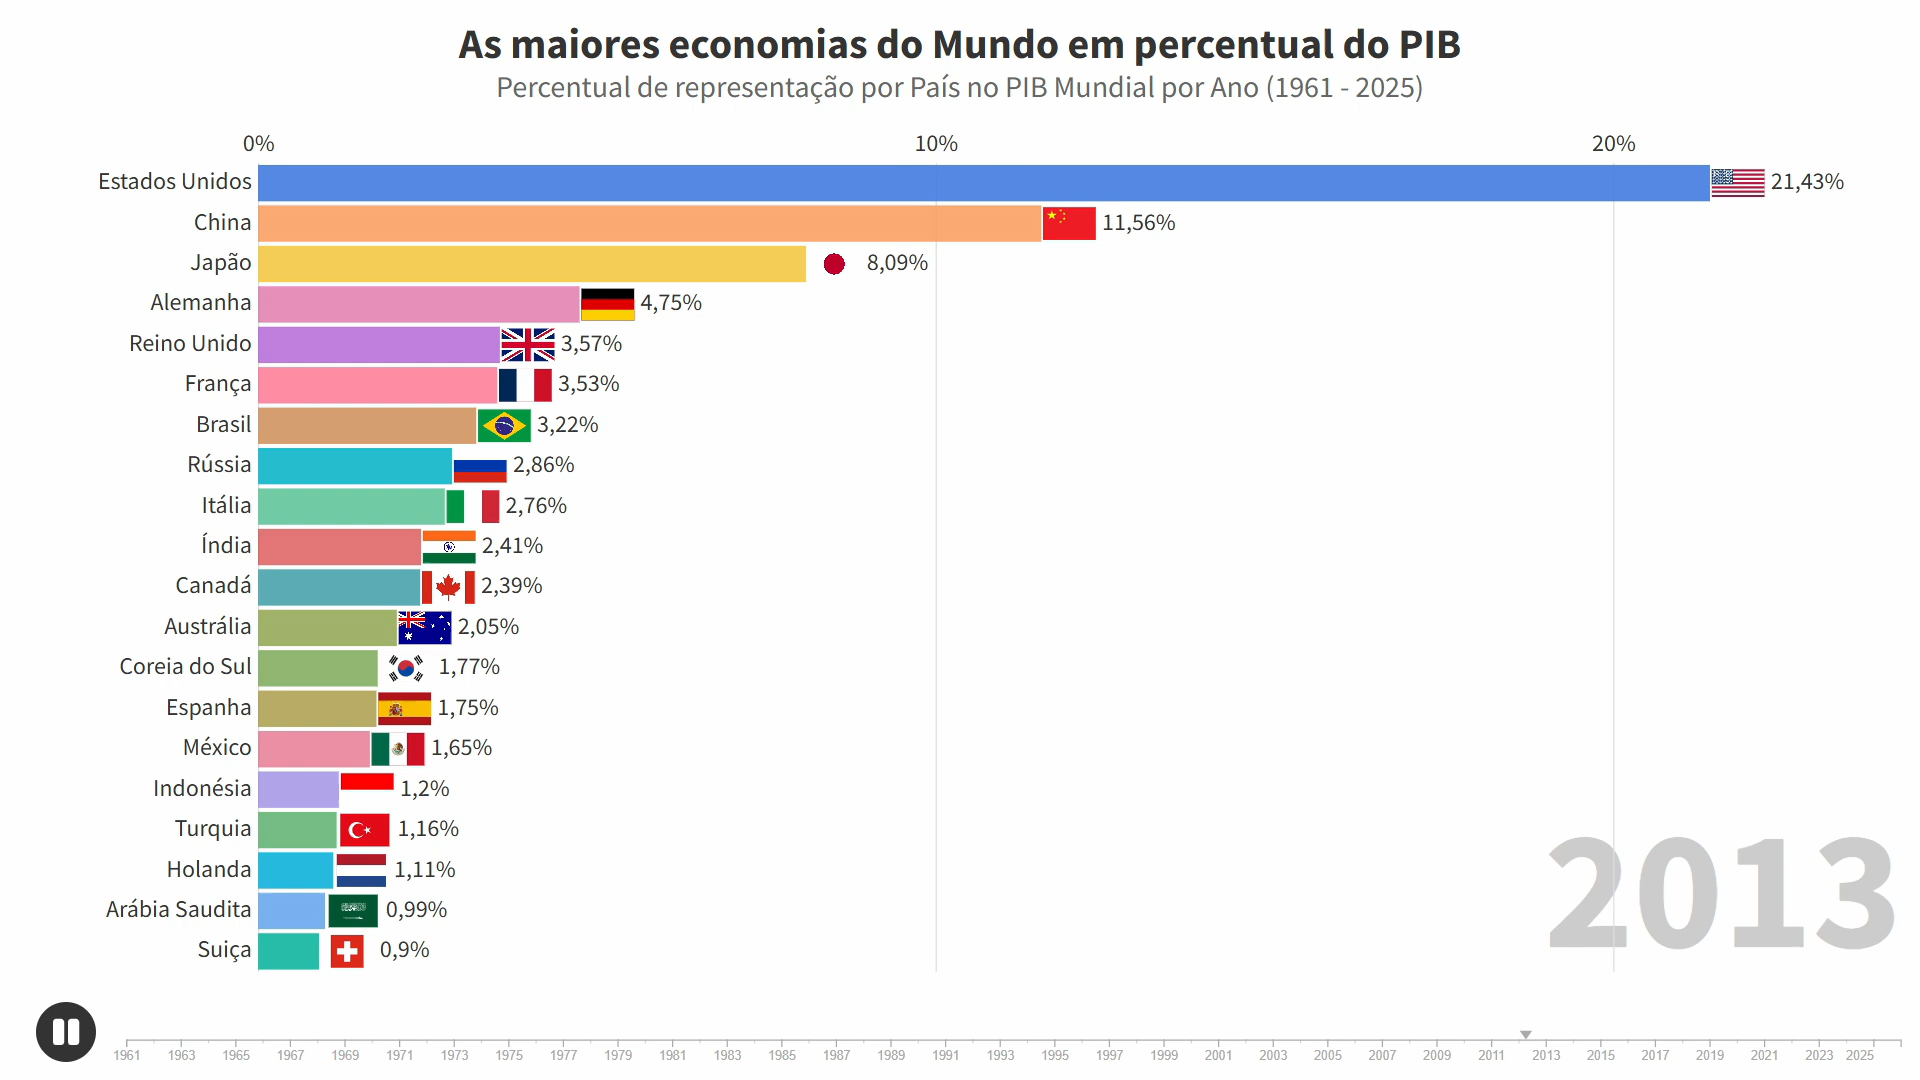 As maiores economias do Mundo em percentual do PIB
Percentual de representação por País no PIB Mundial por Ano (1961 - 2025)
0% 10% 20%
Estados Unidos 21,43%
China 11,56%
Japão 8,09%
Alemanha 4,75%
Reino Unido 3,57%
França 3,53%
Brasil 3,22%
Rússia 2,86%
Itália 2,76%
Índia 2,41%
Canadá 2,39%
Austrália 2,05%
Coreia do Sul 1,77%
Espanha 1,75%
México 1,65%
Indonésia 1,2%
Turquia 1,16%
Holanda 1,11%
Arábia Saudita 0,99%
Suiça 0,9%
2013
1961 1963 1965 1967 1969 1971 1973 1975 1977 1979 1981 1983 1985 1987 1989 1991 1993 1995 1997 1999 2001 2003 2005 2007 2009 2011 2013 2015 2017 2019 2021 2023 2025